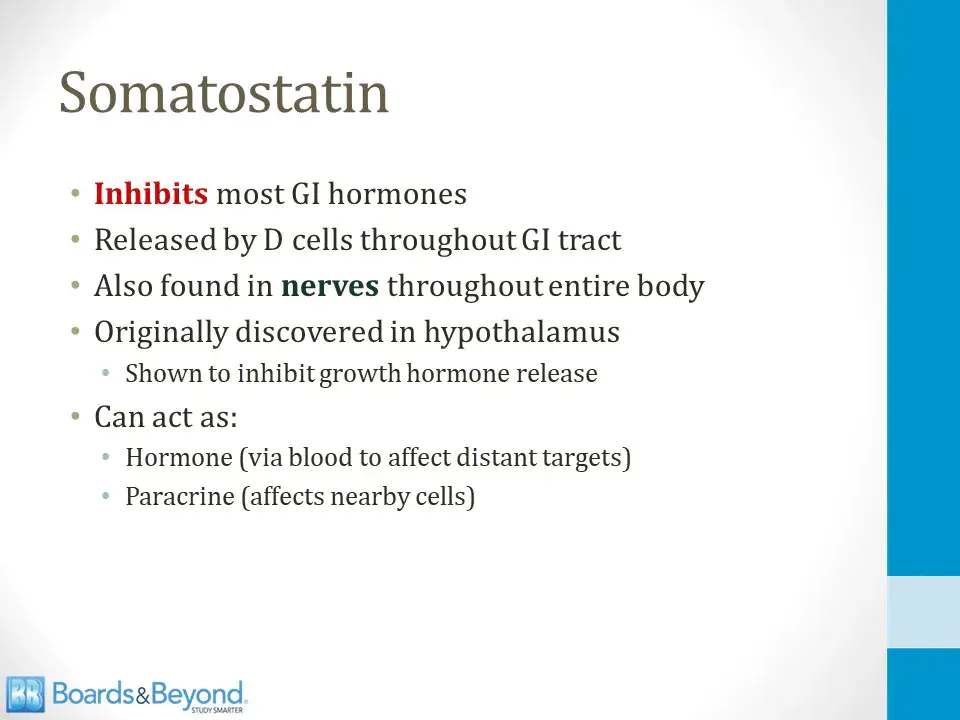 Somatostatin
• Inhibits most GI hormones
• Released by D cells throughout GI tract
• Also found in nerves throughout entire body
• Originally discovered in hypothalamus
• Shown to inhibit growth hormone release
• Can act as:
• Hormone (via blood to affect distant targets)
• Paracrine (affects nearby cells)
BB Boards&Beyond.
STUDY SMARTER